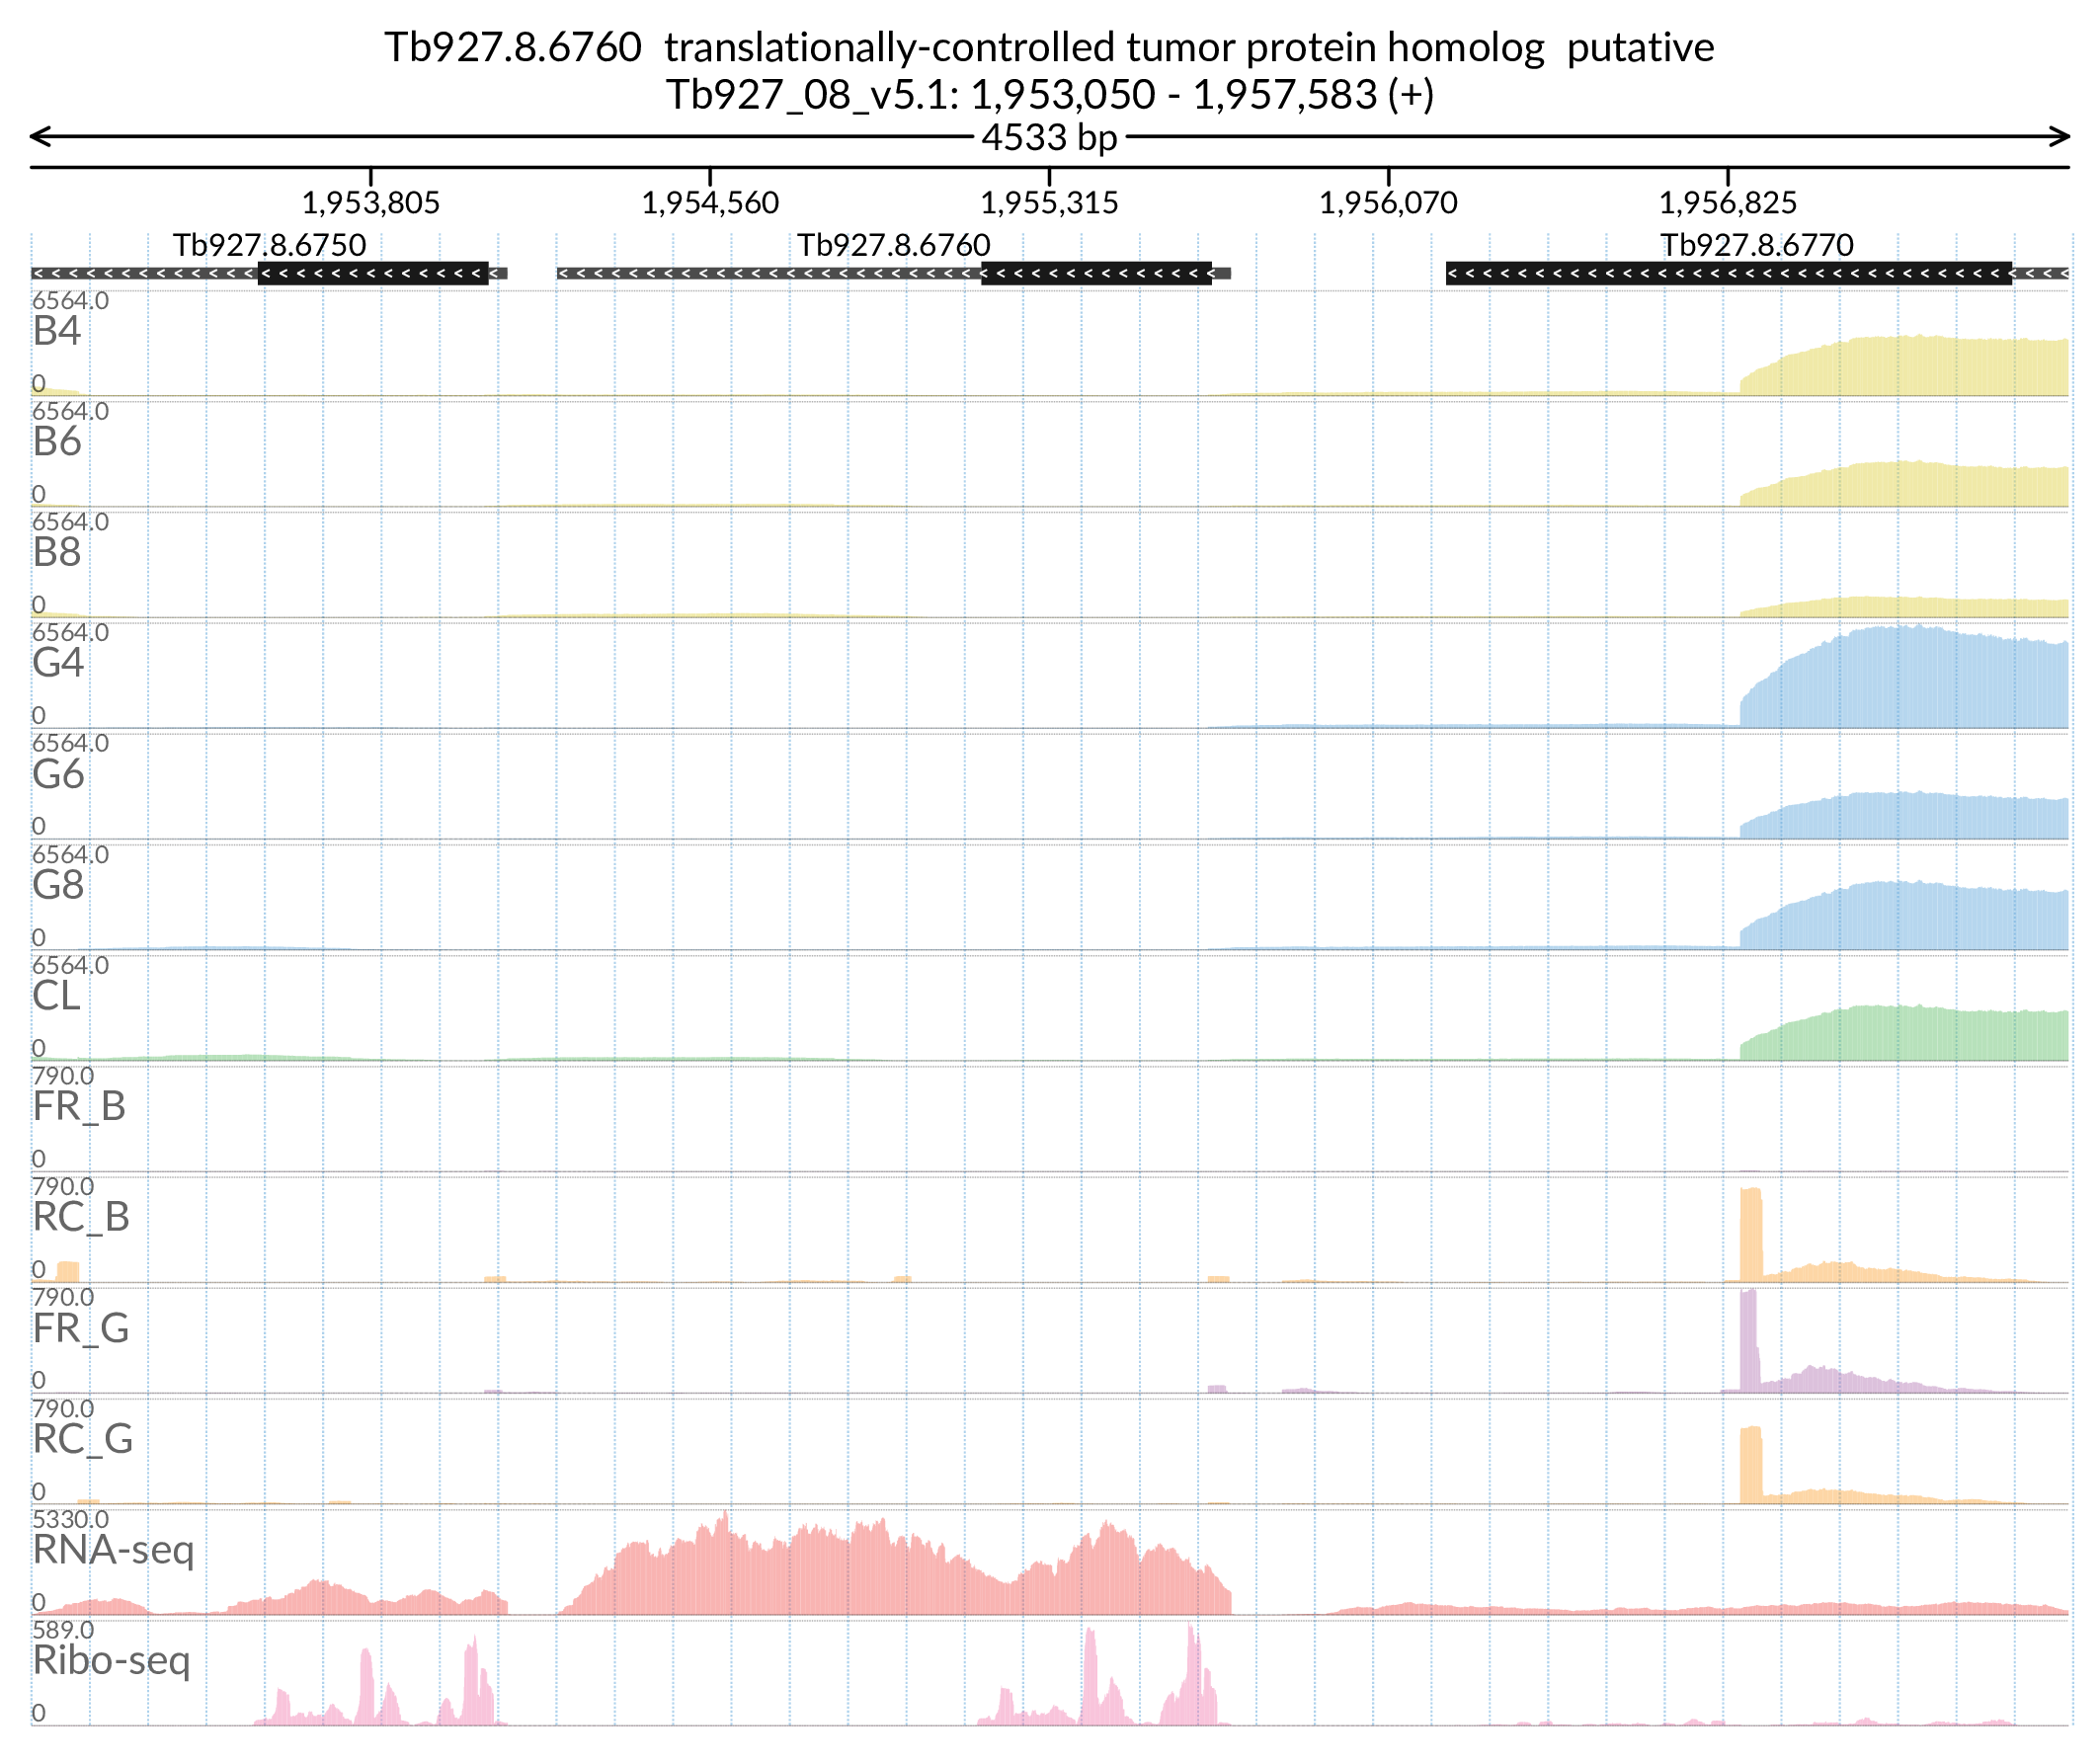 Tb927.8.6760 translationally-controlled tumor protein homolog putative
Tb927_08_v5.1: 1,953,050 - 1,957,583 (+)
4533 bp
1,953,805 1,954,560 1,955,315 1,956,070 1,956,825
Tb927.8.6750 Tb927.8.6760 Tb927.8.6770
6564.0
B4
0
6564.0
B6
0
6564.0
B8
0
6564.0
G4
0
6564.0
G6
0
6564.0
G8
0
6564.0
CL
0
790.0
FR_B
0
790.0
RC_B
0
790.0
FR_G
0
790.0
RC_G
0
5330.0
RNA-seq
0
589.0
Ribo-seq
0